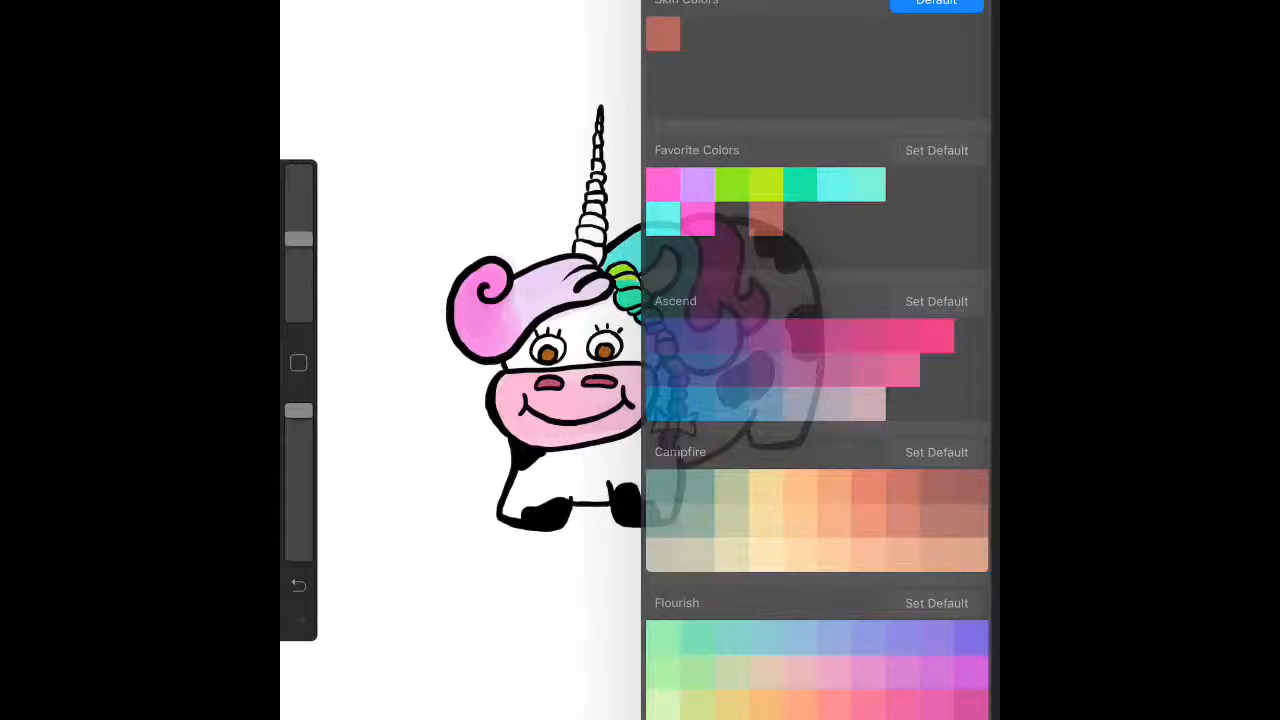 Skin Colors Default
Favorite Colors Set Default
Ascend Set Default
Campfire Set Default
Flourish Set Default